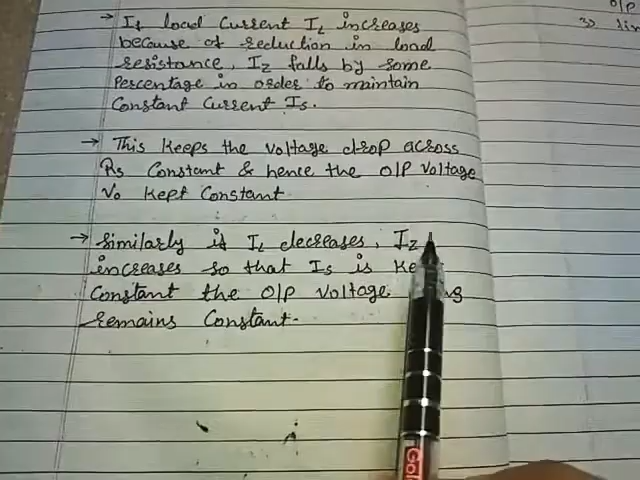 → If load current IL increases
because of reduction in load
resistance, Iz falls by some
percentage in order to maintain
constant current Is.
→ This keeps the voltage drop across
Rs constant & hence the O/P voltage
Vo kept constant
→ Similarly if IL decreases, Iz
increases so that Is is
constant the O/P voltage
remains constant.
O/P
GO